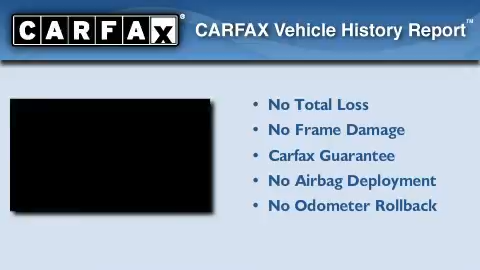 CARFAX® CARFAX Vehicle History Report™
• No Total Loss
• No Frame Damage
• Carfax Guarantee
• No Airbag Deployment
• No Odometer Rollback